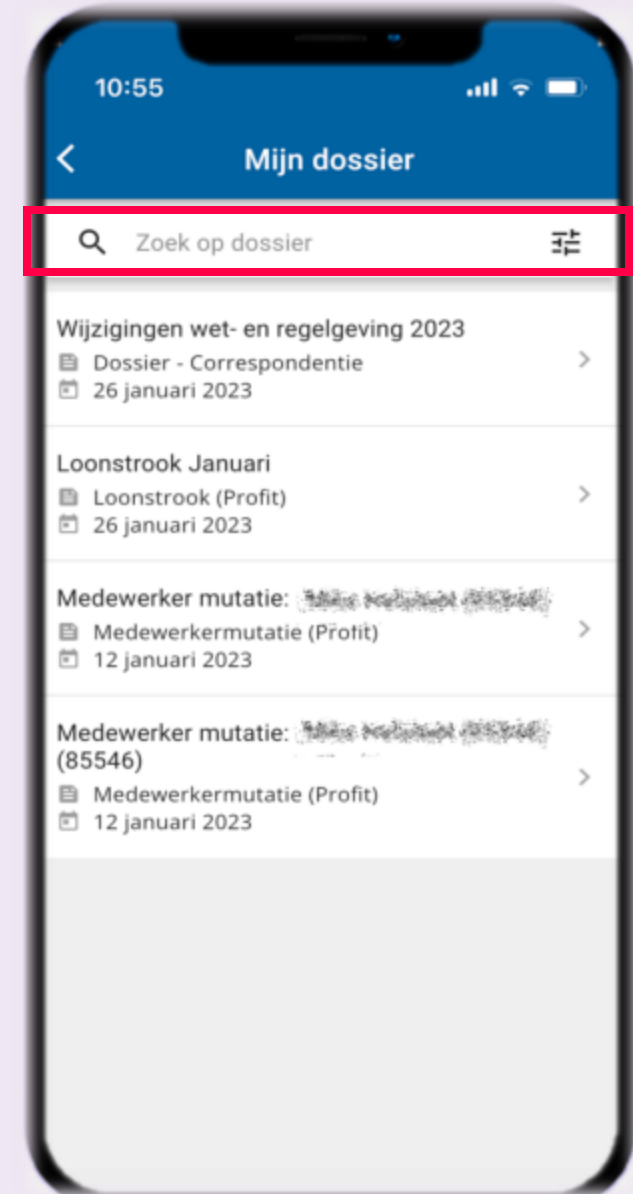 10:55
Mijn dossier
Zoek op dossier
Wijzigingen wet- en regelgeving 2023
Dossier - Correspondentie
26 januari 2023
Loonstrook Januari
Loonstrook (Profit)
26 januari 2023
Medewerker mutatie:
Medewerkermutatie (Profit)
12 januari 2023
Medewerker mutatie:
(85546)
Medewerkermutatie (Profit)
12 januari 2023